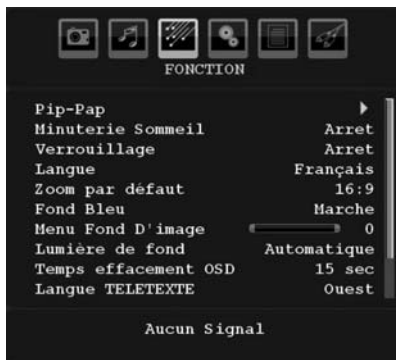 FONCTION
Pip-Pap
Minuterie Sommeil Arret
Verrouillage Arret
Langue Français
Zoom par défaut 16:9
Fond Bleu Marche
Menu Fond D'image 0
Lumière de fond Automatique
Temps effacement OSD 15 sec
Langue TELETEXTE Ouest
Aucun Signal